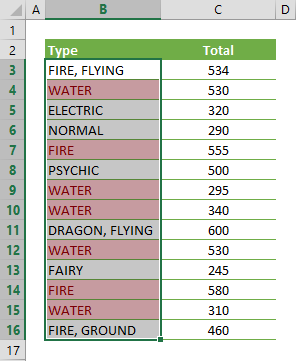 A B C D
1
2 Type Total
3 FIRE, FLYING 534
4 WATER 530
5 ELECTRIC 320
6 NORMAL 290
7 FIRE 555
8 PSYCHIC 500
9 WATER 295
10 WATER 340
11 DRAGON, FLYING 600
12 WATER 530
13 FAIRY 245
14 FIRE 580
15 WATER 310
16 FIRE, GROUND 460
17